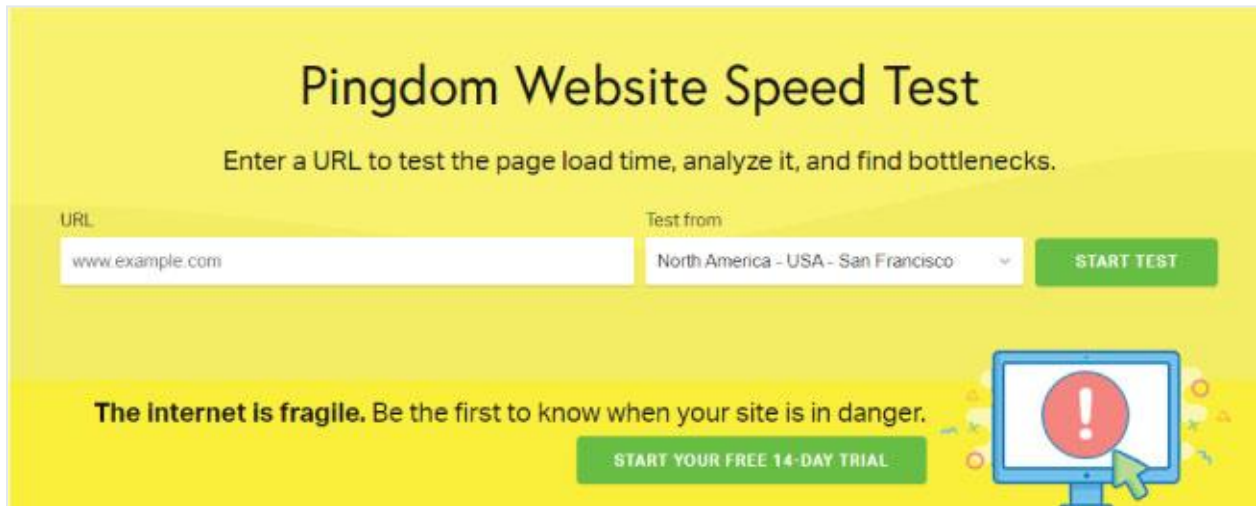 Pingdom Website Speed Test
Enter a URL to test the page load time, analyze it, and find bottlenecks.
URL
Test from
www.example.com
North America - USA - San Francisco
START TEST
The internet is fragile. Be the first to know when your site is in danger.
START YOUR FREE 14-DAY TRIAL
!